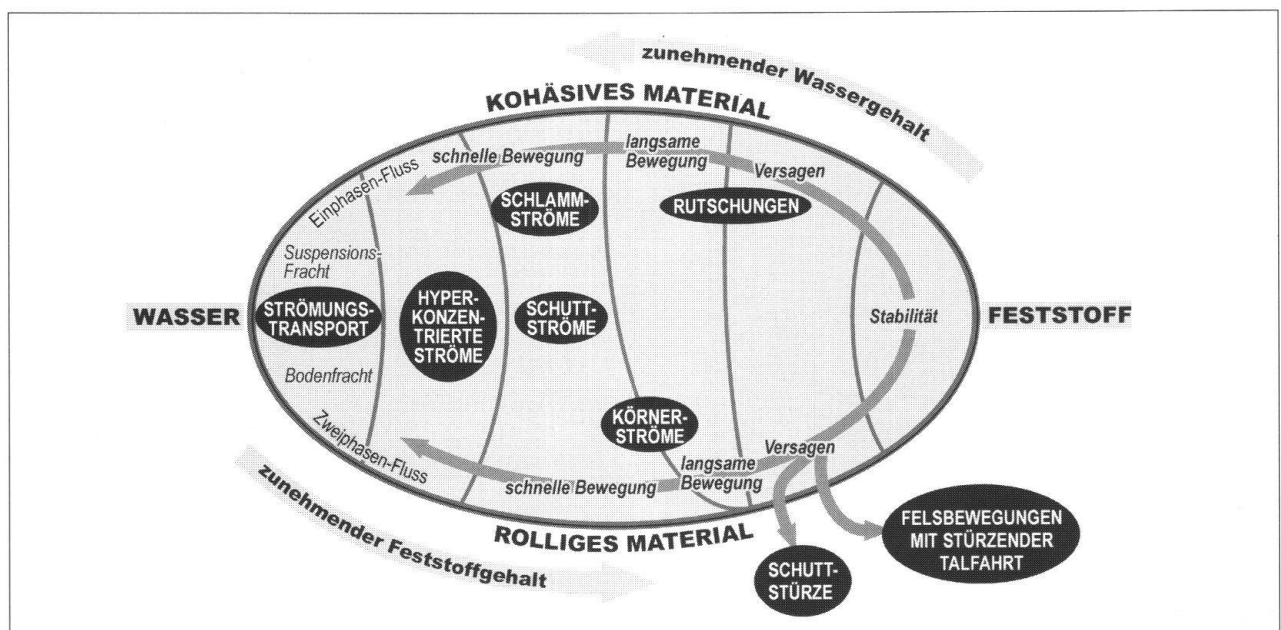 zunehmender Wassergehalt
KOHÄSIVES MATERIAL
schnelle Bewegung
langsame
Bewegung
Versagen
Einphasen-Fluss
SCHLAMM-
STRÖME
RUTSCHUNGEN
Suspensions-
Fracht
WASSER
STRÖMUNGS-
TRANSPORT
HYPER-
KONZEN-
TRIERTE
STRÖME
SCHUTT-
STRÖME
Stabilität
FESTSTOFF
Bodenfracht
KÖRNER-
STRÖME
Zweiphasen-Fluss
schnelle Bewegung
langsame
Bewegung
Versagen
ROLLIGES MATERIAL
zunehmender Feststoffgehalt
SCHUTT-
STÜRZE
FELSBEWEGUNGEN
MIT STÜRZENDER
TALFAHRT